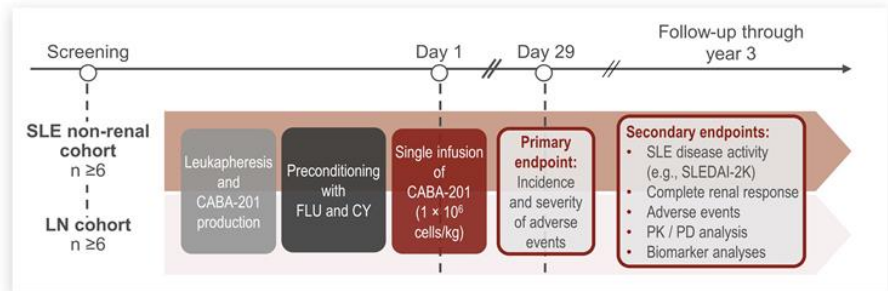 Screening
Day 1
Day 29
Follow-up through
year 3
SLE non-renal
cohort
n ≥6
LN cohort
n ≥6
Leukapheresis
and
CABA-201
production
Preconditioning
with
FLU and CY
Single infusion
of
CABA-201
(1 × 10⁶
cells/kg)
Primary
endpoint:
Incidence
and severity
of adverse
events
Secondary endpoints:
• SLE disease activity
(e.g., SLEDAI-2K)
• Complete renal response
• Adverse events
• PK / PD analysis
• Biomarker analyses